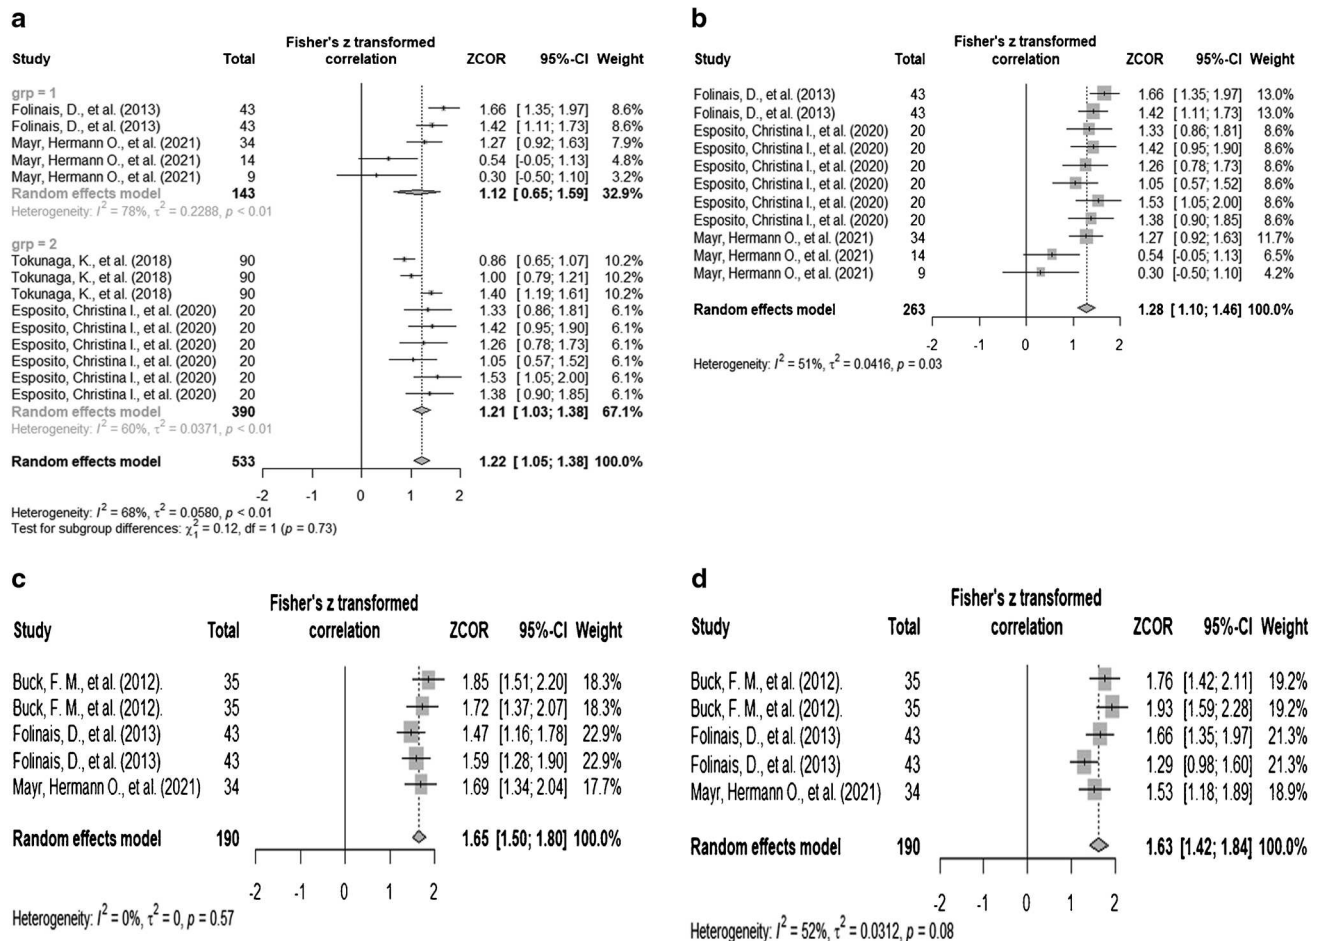 a
Fisher's z transformed
Study Total correlation ZCOR 95%-CI Weight
grp = 1
Folinais, D., et al. (2013) 43 1.66 [ 1.35; 1.97] 8.6%
Folinais, D., et al. (2013) 43 1.42 [ 1.11; 1.73] 8.6%
Mayr, Hermann O., et al. (2021) 34 1.27 [ 0.92; 1.63] 7.9%
Mayr, Hermann O., et al. (2021) 14 0.54 [-0.05; 1.13] 4.8%
Mayr, Hermann O., et al. (2021) 9 0.30 [-0.50; 1.10] 3.2%
Random effects model 143 1.12 [ 0.65; 1.59] 32.9%
Heterogeneity: I² = 78%, τ² = 0.2288, p < 0.01
grp = 2
Tokunaga, K., et al. (2018) 90 0.86 [ 0.65; 1.07] 10.2%
Tokunaga, K., et al. (2018) 90 1.00 [ 0.79; 1.21] 10.2%
Tokunaga, K., et al. (2018) 90 1.40 [ 1.19; 1.61] 10.2%
Esposito, Christina I., et al. (2020) 20 1.33 [ 0.86; 1.81] 6.1%
Esposito, Christina I., et al. (2020) 20 1.42 [ 0.95; 1.90] 6.1%
Esposito, Christina I., et al. (2020) 20 1.26 [ 0.78; 1.73] 6.1%
Esposito, Christina I., et al. (2020) 20 1.05 [ 0.57; 1.52] 6.1%
Esposito, Christina I., et al. (2020) 20 1.53 [ 1.05; 2.00] 6.1%
Esposito, Christina I., et al. (2020) 20 1.38 [ 0.90; 1.85] 6.1%
Random effects model 390 1.21 [ 1.03; 1.38] 67.1%
Heterogeneity: I² = 60%, τ² = 0.0371, p < 0.01
Random effects model 533 1.22 [ 1.05; 1.38] 100.0%
-2 -1 0 1 2
Heterogeneity: I² = 68%, τ² = 0.0580, p < 0.01
Test for subgroup differences: χ₁² = 0.12, df = 1 (p = 0.73)
b
Fisher's z transformed
Study Total correlation ZCOR 95%-CI Weight
Folinais, D., et al. (2013) 43 1.66 [ 1.35; 1.97] 13.0%
Folinais, D., et al. (2013) 43 1.42 [ 1.11; 1.73] 13.0%
Esposito, Christina I., et al. (2020) 20 1.33 [ 0.86; 1.81] 8.6%
Esposito, Christina I., et al. (2020) 20 1.42 [ 0.95; 1.90] 8.6%
Esposito, Christina I., et al. (2020) 20 1.26 [ 0.78; 1.73] 8.6%
Esposito, Christina I., et al. (2020) 20 1.05 [ 0.57; 1.52] 8.6%
Esposito, Christina I., et al. (2020) 20 1.53 [ 1.05; 2.00] 8.6%
Esposito, Christina I., et al. (2020) 20 1.38 [ 0.90; 1.85] 8.6%
Mayr, Hermann O., et al. (2021) 34 1.27 [ 0.92; 1.63] 11.7%
Mayr, Hermann O., et al. (2021) 14 0.54 [-0.05; 1.13] 6.5%
Mayr, Hermann O., et al. (2021) 9 0.30 [-0.50; 1.10] 4.2%
Random effects model 263 1.28 [ 1.10; 1.46] 100.0%
-2 -1 0 1 2
Heterogeneity: I² = 51%, τ² = 0.0416, p = 0.03
c
Fisher's z transformed
Study Total correlation ZCOR 95%-CI Weight
Buck, F. M., et al. (2012). 35 1.85 [1.51; 2.20] 18.3%
Buck, F. M., et al. (2012). 35 1.72 [1.37; 2.07] 18.3%
Folinais, D., et al. (2013) 43 1.47 [1.16; 1.78] 22.9%
Folinais, D., et al. (2013) 43 1.59 [1.28; 1.90] 22.9%
Mayr, Hermann O., et al. (2021) 34 1.69 [1.34; 2.04] 17.7%
Random effects model 190 1.65 [1.50; 1.80] 100.0%
-2 -1 0 1 2
Heterogeneity: I² = 0%, τ² = 0, p = 0.57
d
Fisher's z transformed
Study Total correlation ZCOR 95%-CI Weight
Buck, F. M., et al. (2012). 35 1.76 [1.42; 2.11] 19.2%
Buck, F. M., et al. (2012). 35 1.93 [1.59; 2.28] 19.2%
Folinais, D., et al. (2013) 43 1.66 [1.35; 1.97] 21.3%
Folinais, D., et al. (2013) 43 1.29 [0.98; 1.60] 21.3%
Mayr, Hermann O., et al. (2021) 34 1.53 [1.18; 1.89] 18.9%
Random effects model 190 1.63 [1.42; 1.84] 100.0%
-2 -1 0 1 2
Heterogeneity: I² = 52%, τ² = 0.0312, p = 0.08